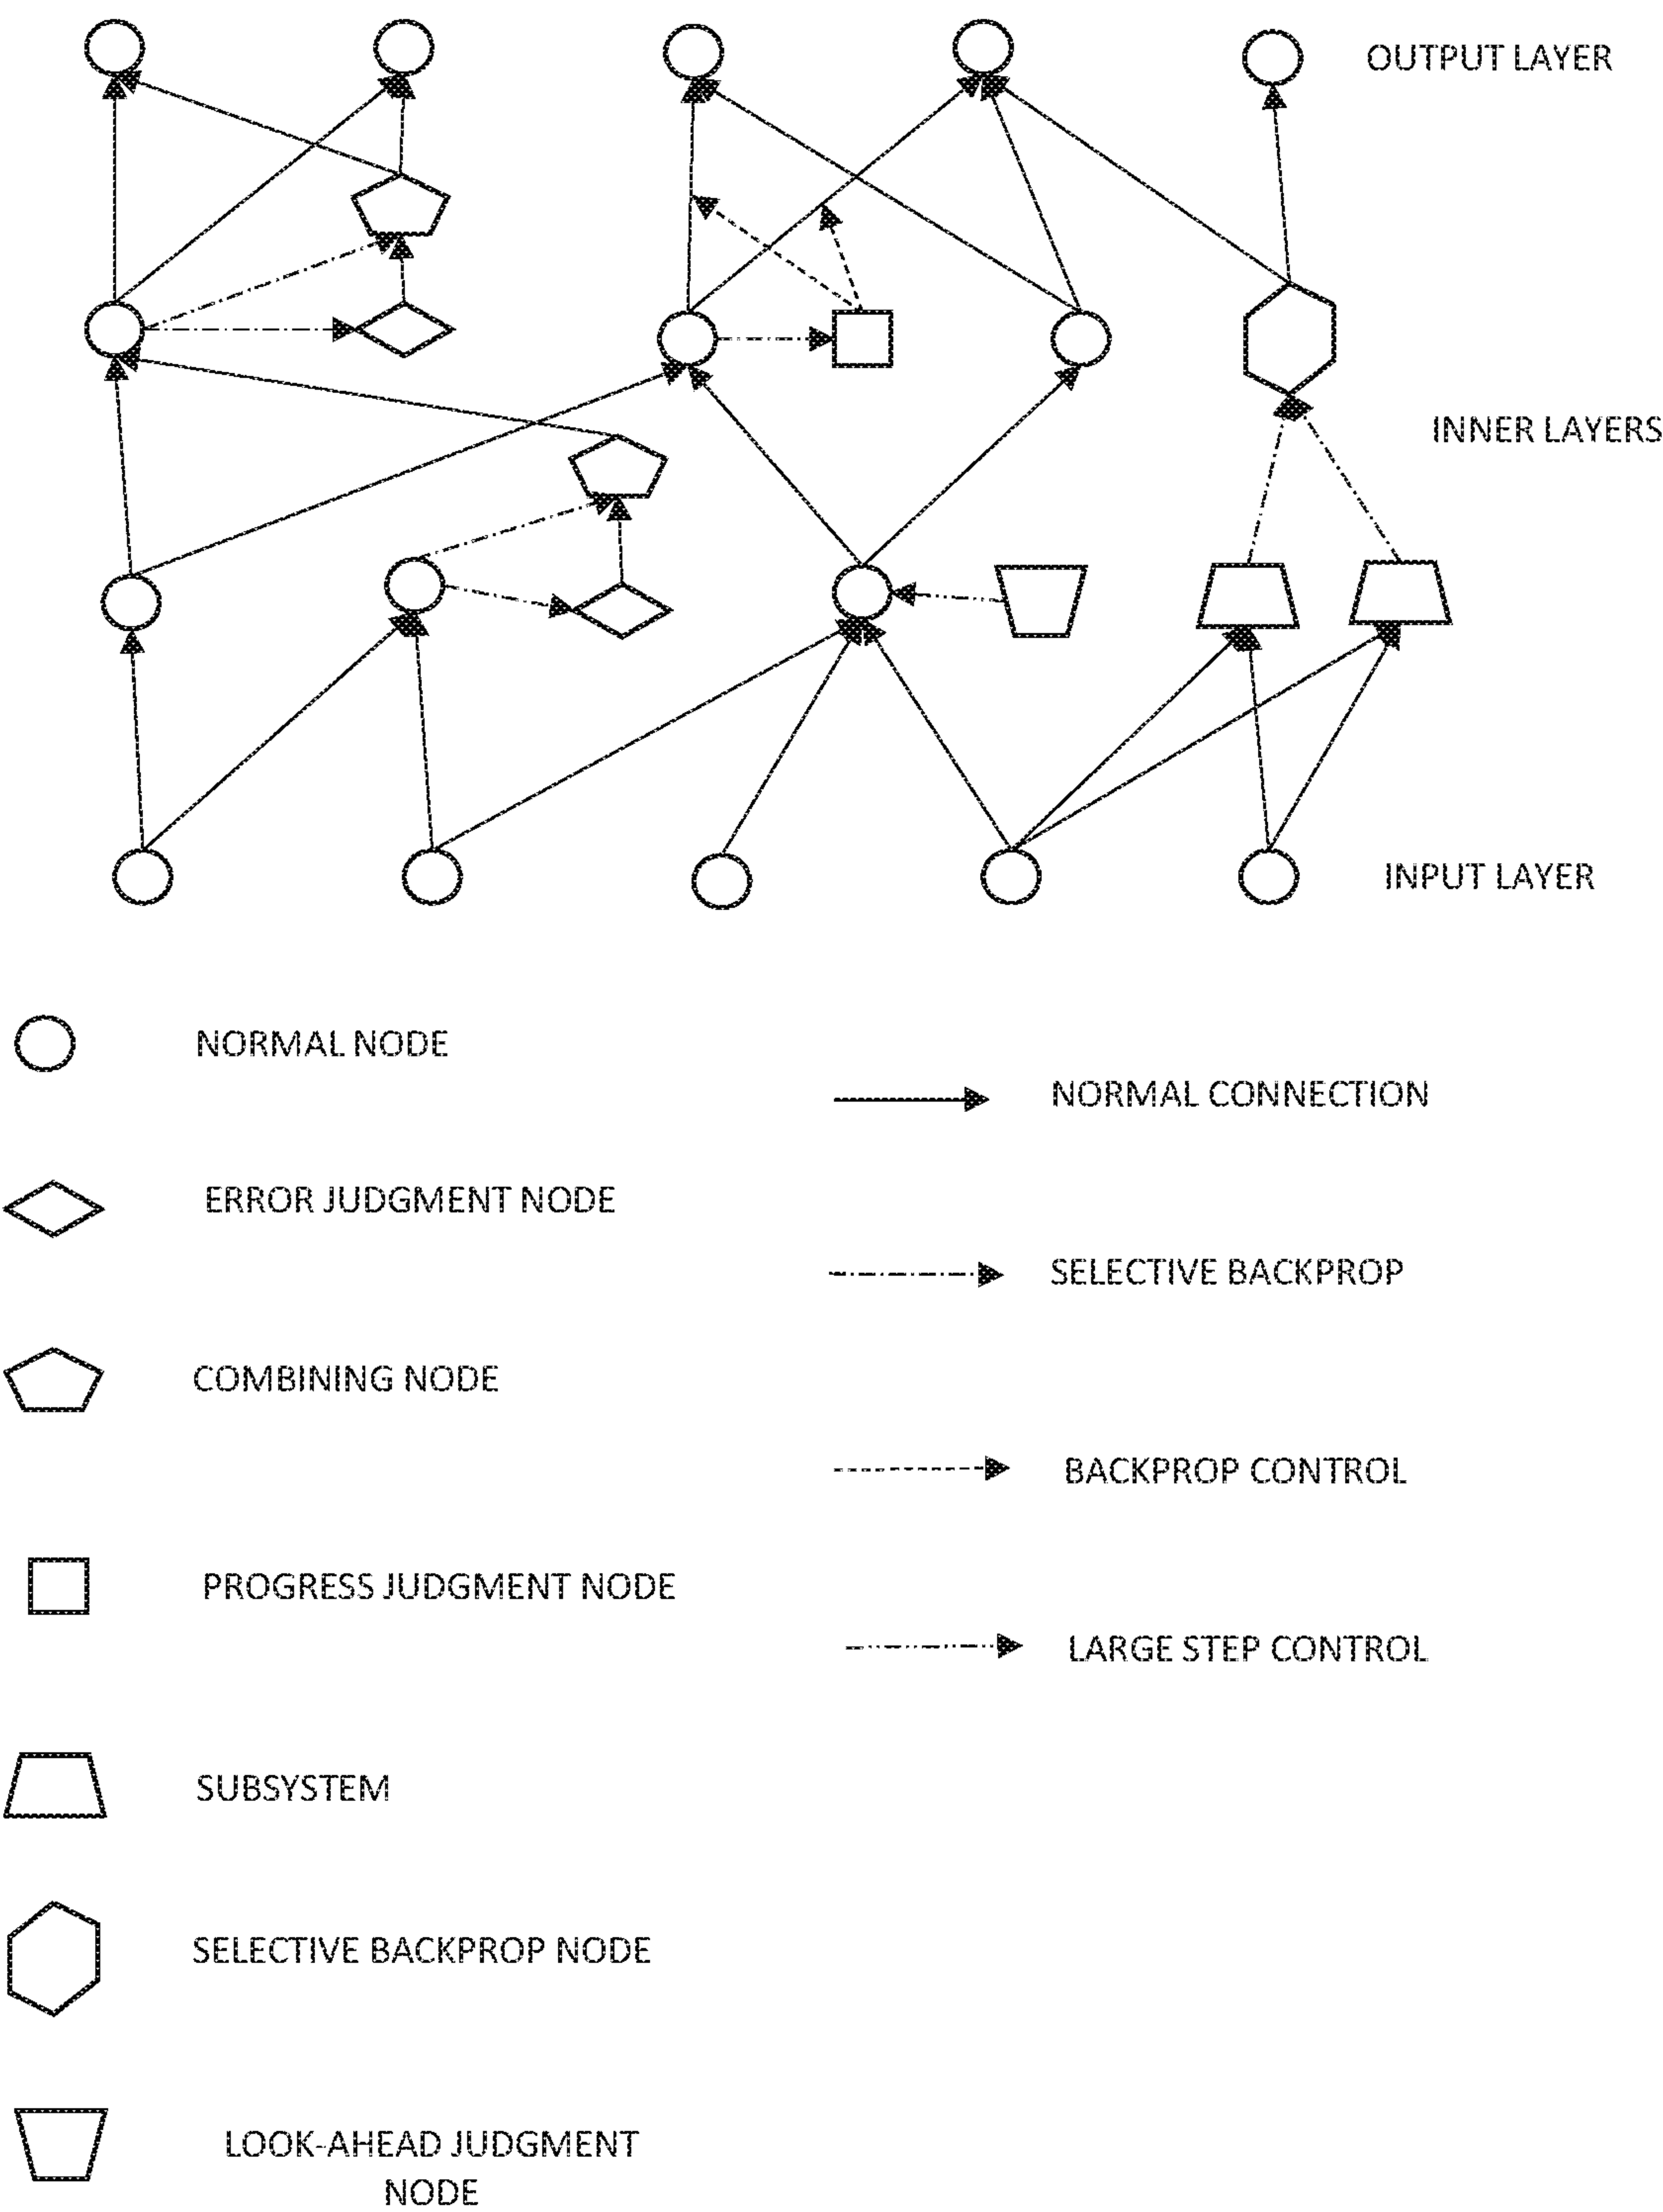 OUTPUT LAYER
INNER LAYERS
INPUT LAYER
NORMAL NODE
NORMAL CONNECTION
ERROR JUDGMENT NODE
SELECTIVE BACKPROP
COMBINING NODE
BACKPROP CONTROL
PROGRESS JUDGMENT NODE
LARGE STEP CONTROL
SUBSYSTEM
SELECTIVE BACKPROP NODE
LOOK-AHEAD JUDGMENT
NODE